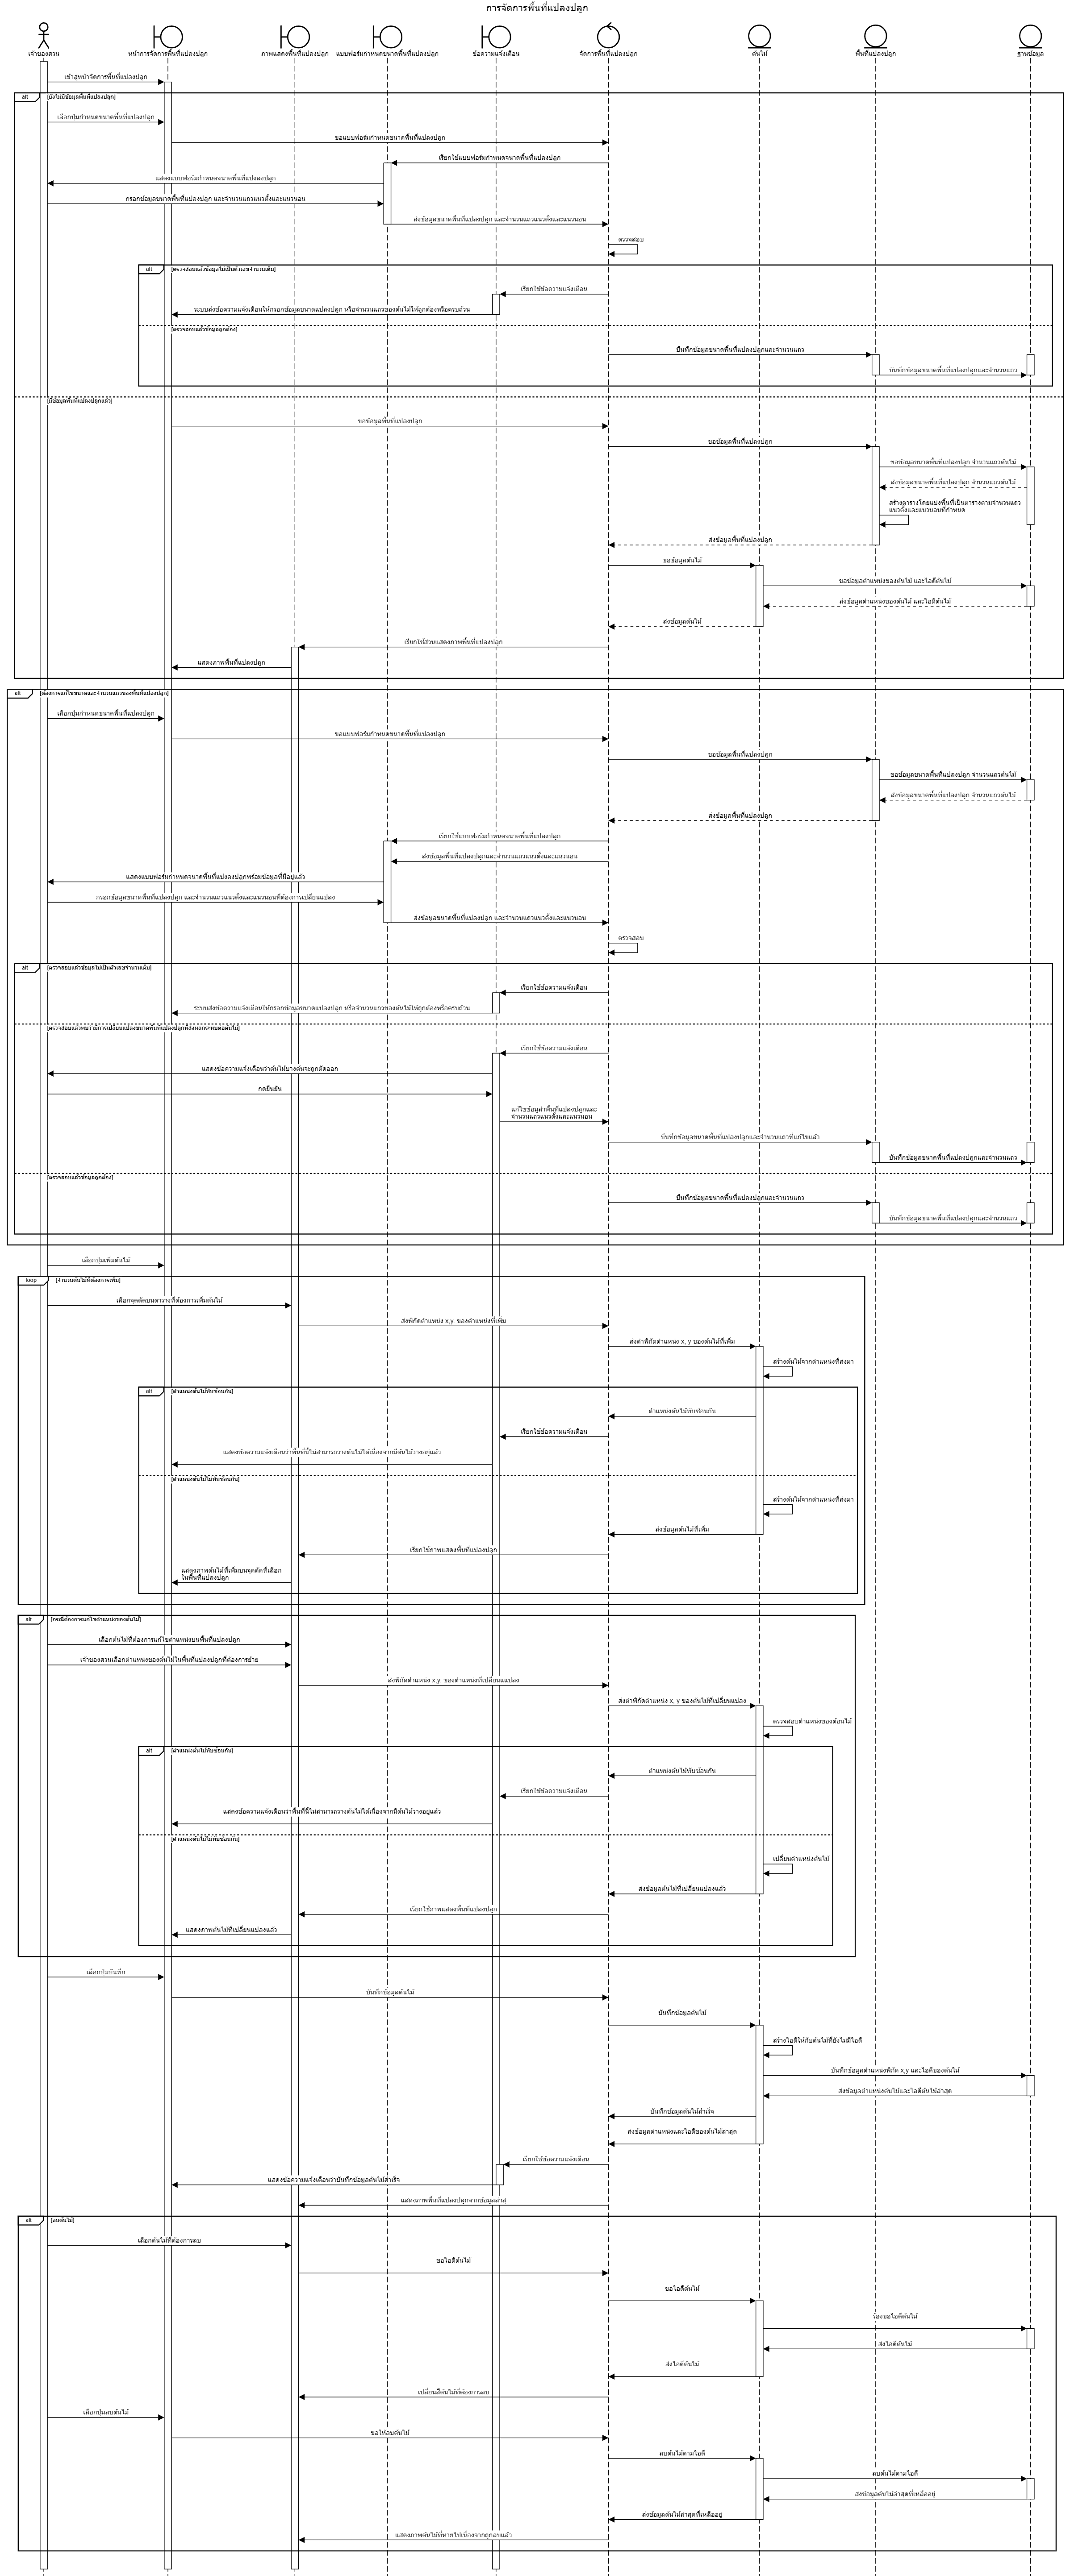 การจัดการพื้นที่แปลงปลูก
เจ้าของสวน
หน้าการจัดการพื้นที่แปลงปลูก
ภาพแสดงพื้นที่แปลงปลูก
แบบฟอร์มกำหนดขนาดพื้นที่แปลงปลูก
ข้อความแจ้งเตือน
จัดการพื้นที่แปลงปลูก
ต้นไม้
พื้นที่แปลงปลูก
ฐานข้อมูล
เข้าสู่หน้าจัดการพื้นที่แปลงปลูก
alt
[ยังไม่มีข้อมูลพื้นที่แปลงปลูก]
เลือกปุ่มกำหนดขนาดพื้นที่แปลงปลูก
ขอแบบฟอร์มกำหนดขนาดพื้นที่แปลงปลูก
เรียกใช้แบบฟอร์มกำหนดขนาดพื้นที่แปลงปลูก
แสดงแบบฟอร์มกำหนดขนาดพื้นที่แปลงปลูก
กรอกข้อมูลขนาดพื้นที่แปลงปลูก และจำนวนแถวแนวตั้งและแนวนอน
ส่งข้อมูลขนาดพื้นที่แปลงปลูก และจำนวนแถวแนวตั้งและแนวนอน
ตรวจสอบ
alt
[ตรวจสอบแล้วข้อมูลไม่เป็นตัวเลขจำนวนเต็ม]
เรียกใช้ข้อความแจ้งเตือน
ระบบส่งข้อความแจ้งเตือนให้กรอกข้อมูลขนาดแปลงปลูก หรือจำนวนแถวของต้นไม้ให้ถูกต้องหรือครบถ้วน
[ตรวจสอบแล้วข้อมูลถูกต้อง]
บันทึกข้อมูลขนาดพื้นที่แปลงปลูกและจำนวนแถว
บันทึกข้อมูลขนาดพื้นที่แปลงปลูกและจำนวนแถว
[มีข้อมูลพื้นที่แปลงปลูกแล้ว]
ขอข้อมูลพื้นที่แปลงปลูก
ขอข้อมูลพื้นที่แปลงปลูก
ขอข้อมูลขนาดพื้นที่แปลงปลูก จำนวนแถวต้นไม้
ส่งข้อมูลขนาดพื้นที่แปลงปลูก จำนวนแถวต้นไม้
สร้างตารางโดยแบ่งพื้นที่เป็นตารางตามจำนวนแถว
แนวตั้งและแนวนอนที่กำหนด
ส่งข้อมูลพื้นที่แปลงปลูก
ขอข้อมูลต้นไม้
ขอข้อมูลตำแหน่งของต้นไม้ และไอดีต้นไม้
ส่งข้อมูลตำแหน่งของต้นไม้ และไอดีต้นไม้
ส่งข้อมูลต้นไม้
เรียกใช้ส่วนแสดงภาพพื้นที่แปลงปลูก
แสดงภาพพื้นที่แปลงปลูก
alt
[ต้องการแก้ไขขนาดและจำนวนแถวของพื้นที่แปลงปลูก]
เลือกปุ่มกำหนดขนาดพื้นที่แปลงปลูก
ขอแบบฟอร์มกำหนดขนาดพื้นที่แปลงปลูก
ขอข้อมูลพื้นที่แปลงปลูก
ขอข้อมูลขนาดพื้นที่แปลงปลูก จำนวนแถวต้นไม้
ส่งข้อมูลขนาดพื้นที่แปลงปลูก จำนวนแถวต้นไม้
ส่งข้อมูลพื้นที่แปลงปลูก
เรียกใช้แบบฟอร์มกำหนดขนาดพื้นที่แปลงปลูก
ส่งข้อมูลพื้นที่แปลงปลูกและจำนวนแถวแนวตั้งและแนวนอน
แสดงแบบฟอร์มกำหนดขนาดพื้นที่แปลงปลูกพร้อมข้อมูลที่มีอยู่แล้ว
กรอกข้อมูลขนาดพื้นที่แปลงปลูก และจำนวนแถวแนวตั้งและแนวนอนที่ต้องการเปลี่ยนแปลง
ส่งข้อมูลขนาดพื้นที่แปลงปลูก และจำนวนแถวแนวตั้งและแนวนอน
ตรวจสอบ
alt
[ตรวจสอบแล้วข้อมูลไม่เป็นตัวเลขจำนวนเต็ม]
เรียกใช้ข้อความแจ้งเตือน
ระบบส่งข้อความแจ้งเตือนให้กรอกข้อมูลขนาดแปลงปลูก หรือจำนวนแถวของต้นไม้ให้ถูกต้องหรือครบถ้วน
[ตรวจสอบแล้วพบว่ามีการเปลี่ยนแปลงขนาดพื้นที่แปลงปลูกที่ส่งผลกระทบต่อต้นไม้]
เรียกใช้ข้อความแจ้งเตือน
แสดงข้อความแจ้งเตือนว่าต้นไม้บางต้นจะถูกตัดออก
กดยืนยัน
แก้ไขข้อมูลำพื้นที่แปลงปลูกและ
จำนวนแถวแนวตั้งและแนวนอน
บันทึกข้อมูลขนาดพื้นที่แปลงปลูกและจำนวนแถวที่แก้ไขแล้ว
บันทึกข้อมูลขนาดพื้นที่แปลงปลูกและจำนวนแถว
[ตรวจสอบแล้วข้อมูลถูกต้อง]
บันทึกข้อมูลขนาดพื้นที่แปลงปลูกและจำนวนแถว
บันทึกข้อมูลขนาดพื้นที่แปลงปลูกและจำนวนแถว
เลือกปุ่มเพิ่มต้นไม้
loop
[จำนวนต้นไม้ที่ต้องการเพิ่ม]
เลือกจุดตัดบนตารางที่ต้องการเพิ่มต้นไม้
ส่งพิกัดตำแหน่ง x,y. ของตำแหน่งที่เพิ่ม
ส่งค่าพิกัดตำแหน่ง x, y ของต้นไม้ที่เพิ่ม
สร้างต้นไม้จากตำแหน่งที่ส่งมา
alt
[ตำแหน่งต้นไม้ทับซ้อนกัน]
ตำแหน่งต้นไม้ทับซ้อนกัน
เรียกใช้ข้อความแจ้งเตือน
แสดงข้อความแจ้งเตือนว่าพื้นที่นี้ไม่สามารถวางต้นไม้ได้เนื่องจากมีต้นไม้วางอยู่แล้ว
[ตำแหน่งต้นไม้ไม่ทับซ้อนกัน]
สร้างต้นไม้จากตำแหน่งที่ส่งมา
ส่งข้อมูลต้นไม้ที่เพิ่ม
เรียกใช้ภาพแสดงพื้นที่แปลงปลูก
แสดงภาพต้นไม้ที่เพิ่มบนจุดตัดที่เลือก
ในพื้นที่แปลงปลูก
alt
[กรณีต้องการแก้ไขตำแหน่งของต้นไม้]
เลือกต้นไม้ที่ต้องการแก้ไขตำแหน่งบนพื้นที่แปลงปลูก
เจ้าของสวนเลือกตำแหน่งของต้นไม้ในพื้นที่แปลงปลูกที่ต้องการย้าย
ส่งพิกัดตำแหน่ง x,y. ของตำแหน่งที่เปลี่ยนแปลง
ส่งค่าพิกัดตำแหน่ง x, y ของต้นไม้ที่เปลี่ยนแปลง
ตรวจสอบตำแหน่งของต้อนไม้
alt
[ตำแหน่งต้นไม้ทับซ้อนกัน]
ตำแหน่งต้นไม้ทับซ้อนกัน
เรียกใช้ข้อความแจ้งเตือน
แสดงข้อความแจ้งเตือนว่าพื้นที่นี้ไม่สามารถวางต้นไม้ได้เนื่องจากมีต้นไม้วางอยู่แล้ว
[ตำแหน่งต้นไม้ไม่ทับซ้อนกัน]
เปลี่ยนตำแหน่งต้นไม้
ส่งข้อมูลต้นไม้ที่เปลี่ยนแปลงแล้ว
เรียกใช้ภาพแสดงพื้นที่แปลงปลูก
แสดงภาพต้นไม้ที่เปลี่ยนแปลงแล้ว
เลือกปุ่มบันทึก
บันทึกข้อมูลต้นไม้
บันทึกข้อมูลต้นไม้
สร้างไอดีให้กับต้นไม้ที่ยังไม่มีไอดี
บันทึกข้อมูลตำแหน่งพิกัด x,y และไอดีของต้นไม้
ส่งข้อมูลตำแหน่งต้นไม้และไอดีต้นไม้ล่าสุด
บันทึกข้อมูลต้นไม้สำเร็จ
ส่งข้อมูลตำแหน่งและไอดีของต้นไม้ล่าสุด
เรียกใช้ข้อความแจ้งเตือน
แสดงข้อความแจ้งเตือนว่าบันทึกข้อมูลต้นไม้สำเร็จ
แสดงภาพพื้นที่แปลงปลูกจากข้อมูลล่าสุ
alt
[ลบต้นไม้]
เลือกต้นไม้ที่ต้องการลบ
ขอไอดีต้นไม้
ขอไอดีต้นไม้
ร้องขอไอดีต้นไม้
ส่งไอดีต้นไม้
ส่งไอดีต้นไม้
เปลี่ยนสีต้นไม้ที่ต้องการลบ
เลือกปุ่มลบต้นไม้
ขอให้ลบต้นไม้
ลบต้นไม้ตามไอดี
ลบต้นไม้ตามไอดี
ส่งข้อมูลต้นไม้ล่าสุดที่เหลืออยู่
ส่งข้อมูลต้นไม้ล่าสุดที่เหลืออยู่
แสดงภาพต้นไม้ที่หายไปเนื่องจากถูกลบแล้ว